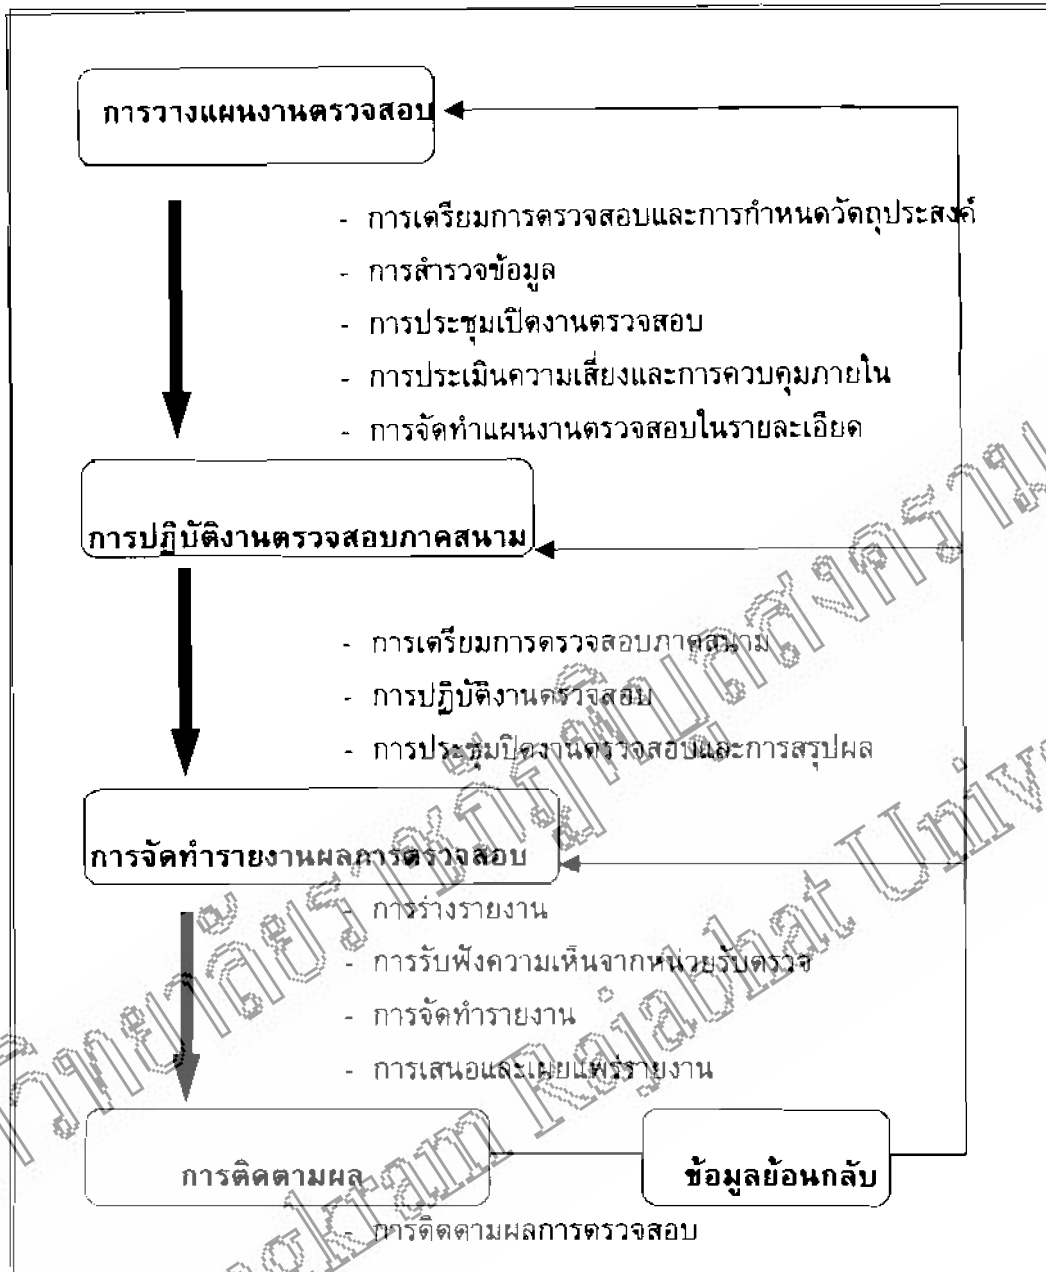 การวางแผนงานตรวจสอบ
- การเตรียมการตรวจสอบและการกำหนดวัตถุประสงค์
- การสำรวจข้อมูล
- การประชุมเปิดงานตรวจสอบ
- การประเมินความเสี่ยงและการควบคุมภายใน
- การจัดทำแผนงานตรวจสอบในรายละเอียด
การปฏิบัติงานตรวจสอบภาคสนาม
- การเตรียมการตรวจสอบภาคสนาม
- การปฏิบัติงานตรวจสอบ
- การประชุมปิดงานตรวจสอบและการสรุปผล
การจัดทำรายงานผลการตรวจสอบ
- การร่างรายงาน
- การรับฟังความเห็นจากหน่วยรับตรวจ
- การจัดทำรายงาน
- การเสนอและเผยแพร่รายงาน
การติดตามผล
ข้อมูลย้อนกลับ
- การติดตามผลการตรวจสอบ
Rajabhat